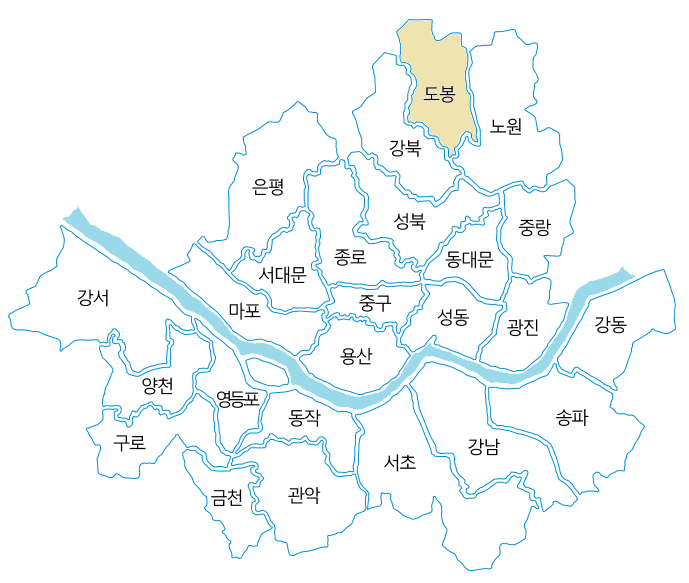 도봉
노원
강북
은평
성북
중랑
종로
동대문
서대문
강서
중구
마포
성동
광진
강동
용산
양천
영등포
동작
송파
구로
강남
서초
금천
관악